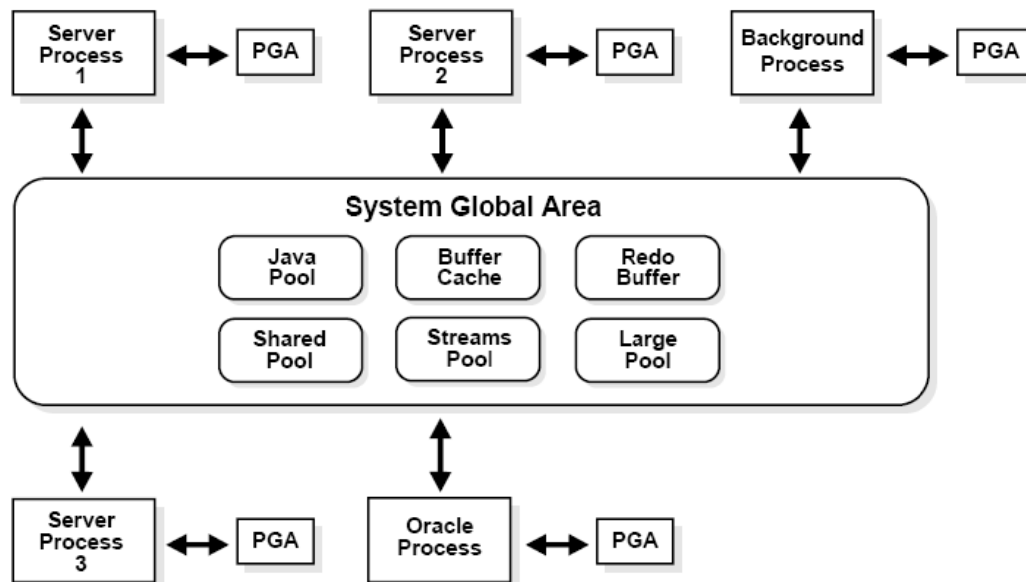 Server
Process
1
PGA
Server
Process
2
PGA
Background
Process
PGA
System Global Area
Java
Pool
Buffer
Cache
Redo
Buffer
Shared
Pool
Streams
Pool
Large
Pool
Server
Process
3
PGA
Oracle
Process
PGA